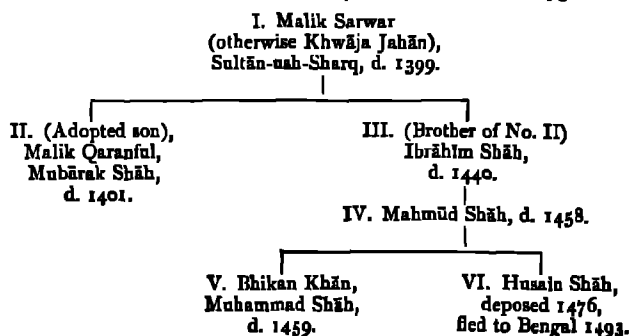 I. Malik Sarwar
(otherwise Khwāja Jahān),
Sultān-ush-Sharq, d. 1399.
II. (Adopted son),
Malik Qaranful,
Mubārak Shāh,
d. 1401.
III. (Brother of No. II)
Ibrāhīm Shāh,
d. 1440.
IV. Mahmūd Shāh, d. 1458.
V. Bhikan Khān,
Muhammad Shāh,
d. 1459.
VI. Husain Shāh,
deposed 1476,
fled to Bengal 1493.